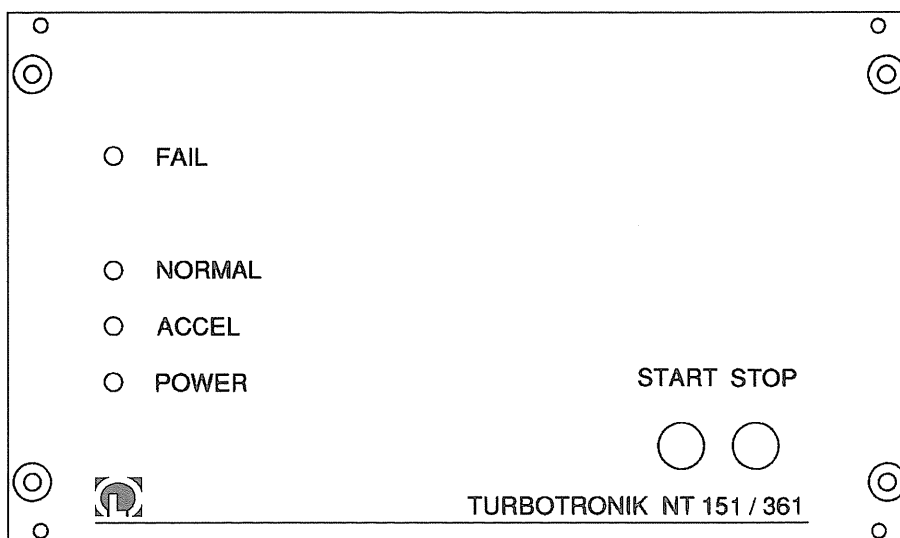 FAIL
NORMAL
ACCEL
POWER
START STOP
L
TURBOTRONIK NT 151 / 361